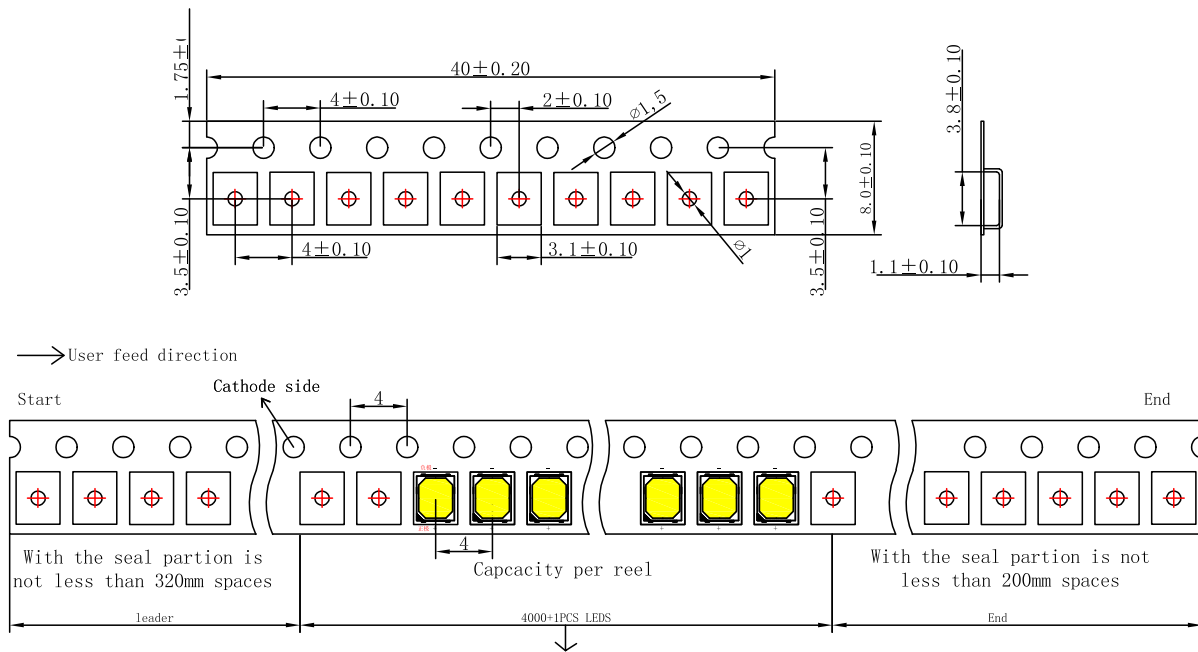 1.75±
40±0.20
4±0.10
2±0.10
⌀1,5
3.8±0.10
8.0±0.10
3.5±0.10
4±0.10
3.1±0.10
⌀1
3.5±0.10
1.1±0.10
User feed direction
Cathode side
Start
4
End
-
-
-
-
-
-
+
+
+
+
+
+
4
With the seal partion is
not less than 320mm spaces
Capcacity per reel
With the seal partion is not
less than 200mm spaces
leader
4000+1PCS LEDS
End